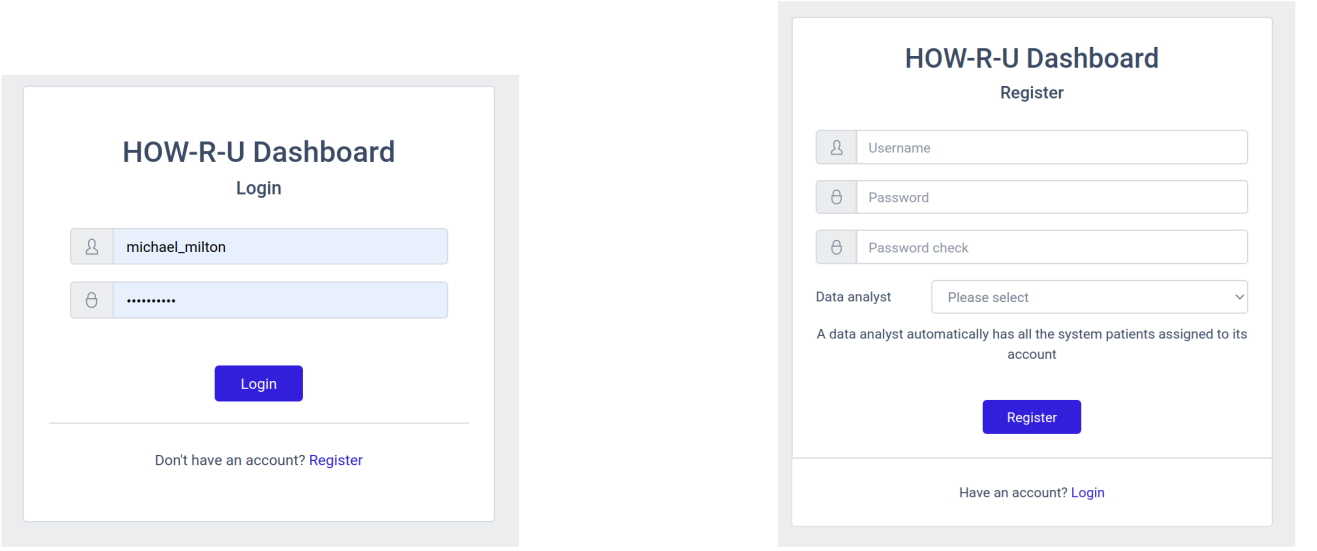 HOW-R-U Dashboard
Login
michael_milton
••••••••••
Login
Don't have an account? Register
HOW-R-U Dashboard
Register
Username
Password
Password check
Data analyst Please select
A data analyst automatically has all the system patients assigned to its
account
Register
Have an account? Login